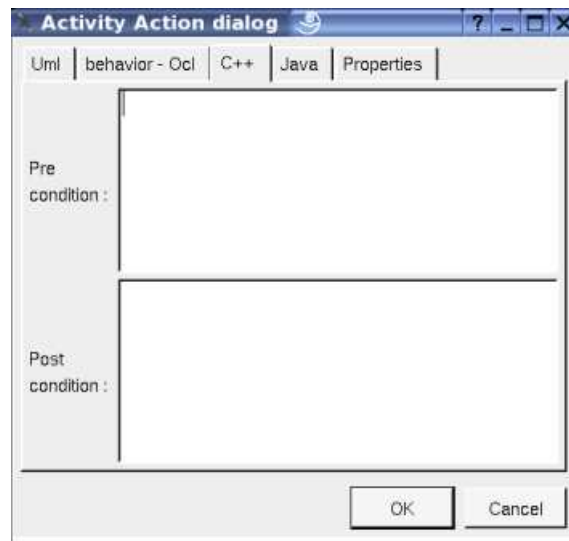 Activity Action dialog
Uml
behavior - Ocl
C++
Java
Properties
Pre
condition :
Post
condition :
OK
Cancel